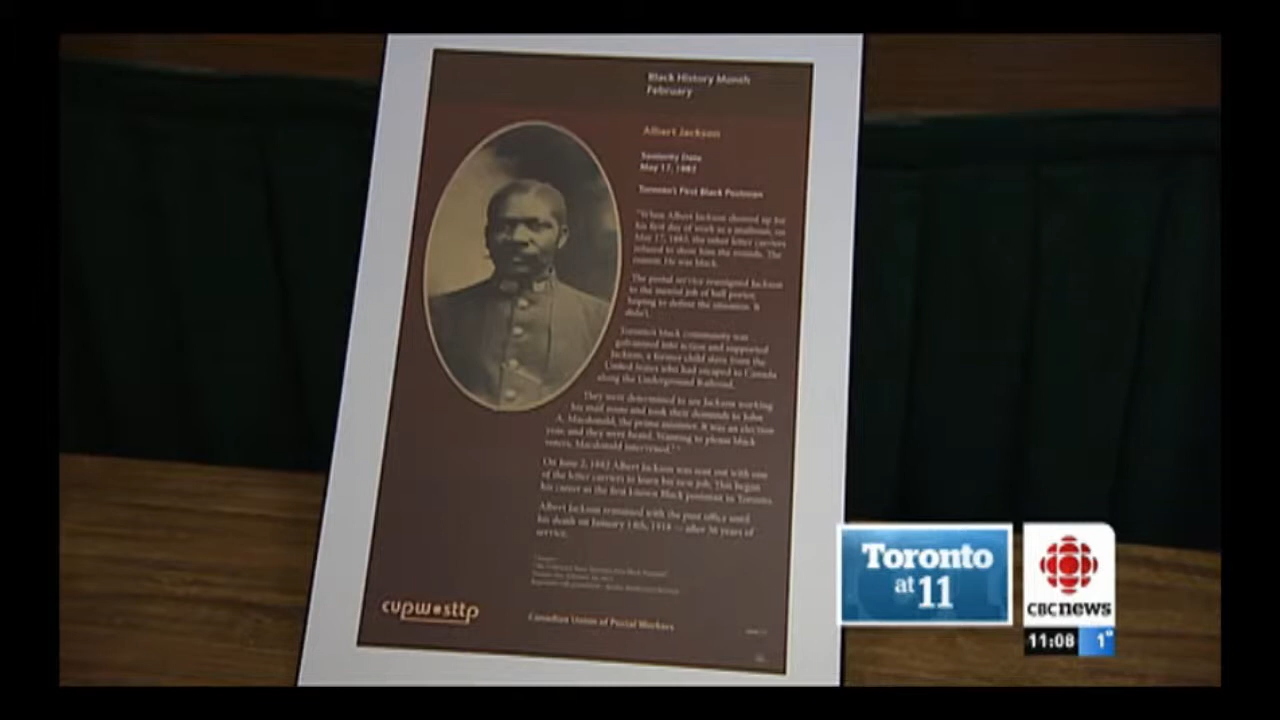 Black History Month
February
Albert Jackson
Seniority Date
May 17, 1882
Toronto's First Black Postman
"When Albert Jackson showed up for
his first day of work as a mailman, on
May 17, 1882, the other letter carriers
refused to show him the rounds. The
reason: He was black.
The postal service reassigned Jackson
to the menial job of hall porter,
hoping to defuse the situation. It
didn't.
Toronto's black community was
galvanized into action and supported
Jackson, a former child slave from the
United States who had escaped to Canada
along the Underground Railroad.
They were determined to see Jackson working
his mail route and took their demands to John
A. Macdonald, the prime minister. It was an election
year, and they were heard. Wanting to please black
voters, Macdonald intervened."
On June 2, 1882 Albert Jackson was sent out with one
of the letter carriers to learn his new job. This began
his career as the first known Black postman in Toronto.
Albert Jackson remained with the post office until
his death on January 14th, 1918 — after 36 years of
service.
cupw•sttp
Canadian Union of Postal Workers
Toronto
at 11
CBC news
11:08 1°